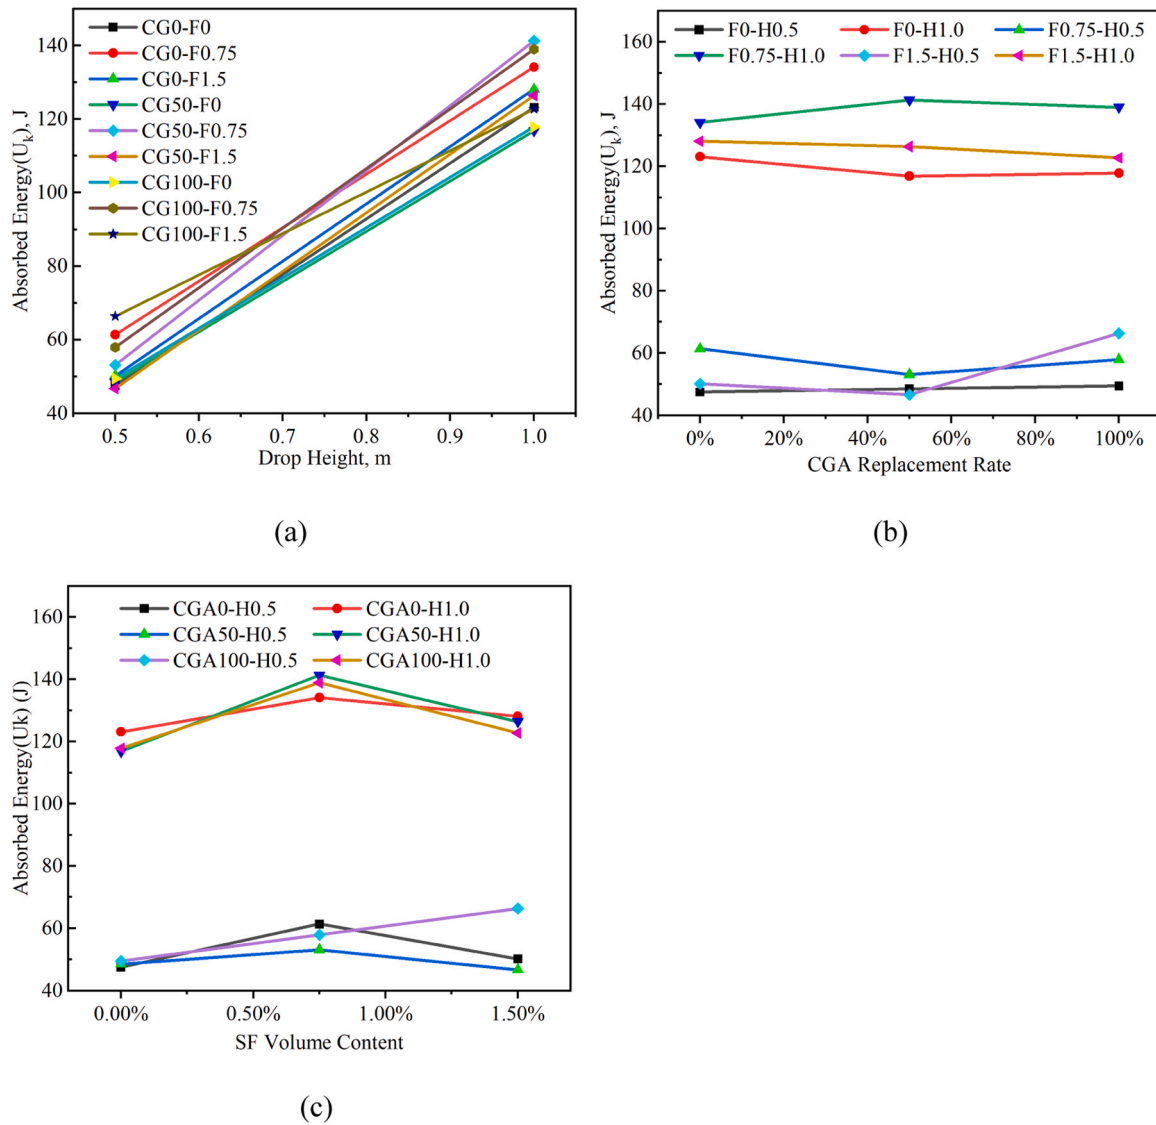 CG0-F0
CG0-F0.75
CG0-F1.5
CG50-F0
CG50-F0.75
CG50-F1.5
CG100-F0
CG100-F0.75
CG100-F1.5
Absorbed Energy(Uk), J
140
120
100
80
60
40
0.5 0.6 0.7 0.8 0.9 1.0
Drop Height, m
(a)
F0-H0.5 F0-H1.0 F0.75-H0.5
F0.75-H1.0 F1.5-H0.5 F1.5-H1.0
Absorbed Energy(Uk), J
160
140
120
100
80
60
40
0% 20% 40% 60% 80% 100%
CGA Replacement Rate
(b)
CGA0-H0.5 CGA0-H1.0
CGA50-H0.5 CGA50-H1.0
CGA100-H0.5 CGA100-H1.0
Absorbed Energy(Uk) (J)
160
140
120
100
80
60
40
0.00% 0.50% 1.00% 1.50%
SF Volume Content
(c)